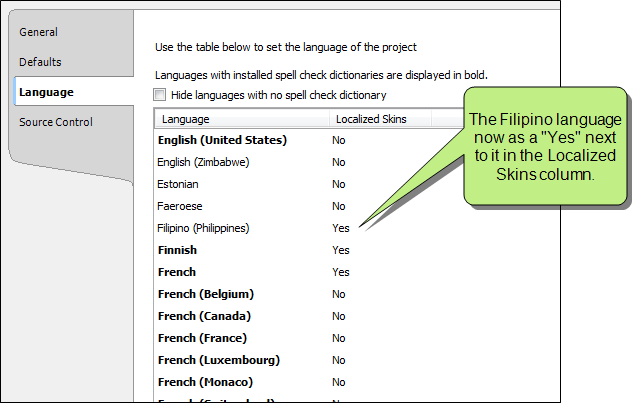 General
Defaults
Language
Source Control
Use the table below to set the language of the project
Languages with installed spell check dictionaries are displayed in bold.
Hide languages with no spell check dictionary
Language Localized Skins
English (United States) No
English (Zimbabwe) No
Estonian No
Faeroese No
Filipino (Philippines) Yes
Finnish Yes
French Yes
French (Belgium) No
French (Canada) No
French (France) No
French (Luxembourg) No
French (Monaco) No
The Filipino language
now as a "Yes" next
to it in the Localized
Skins column.